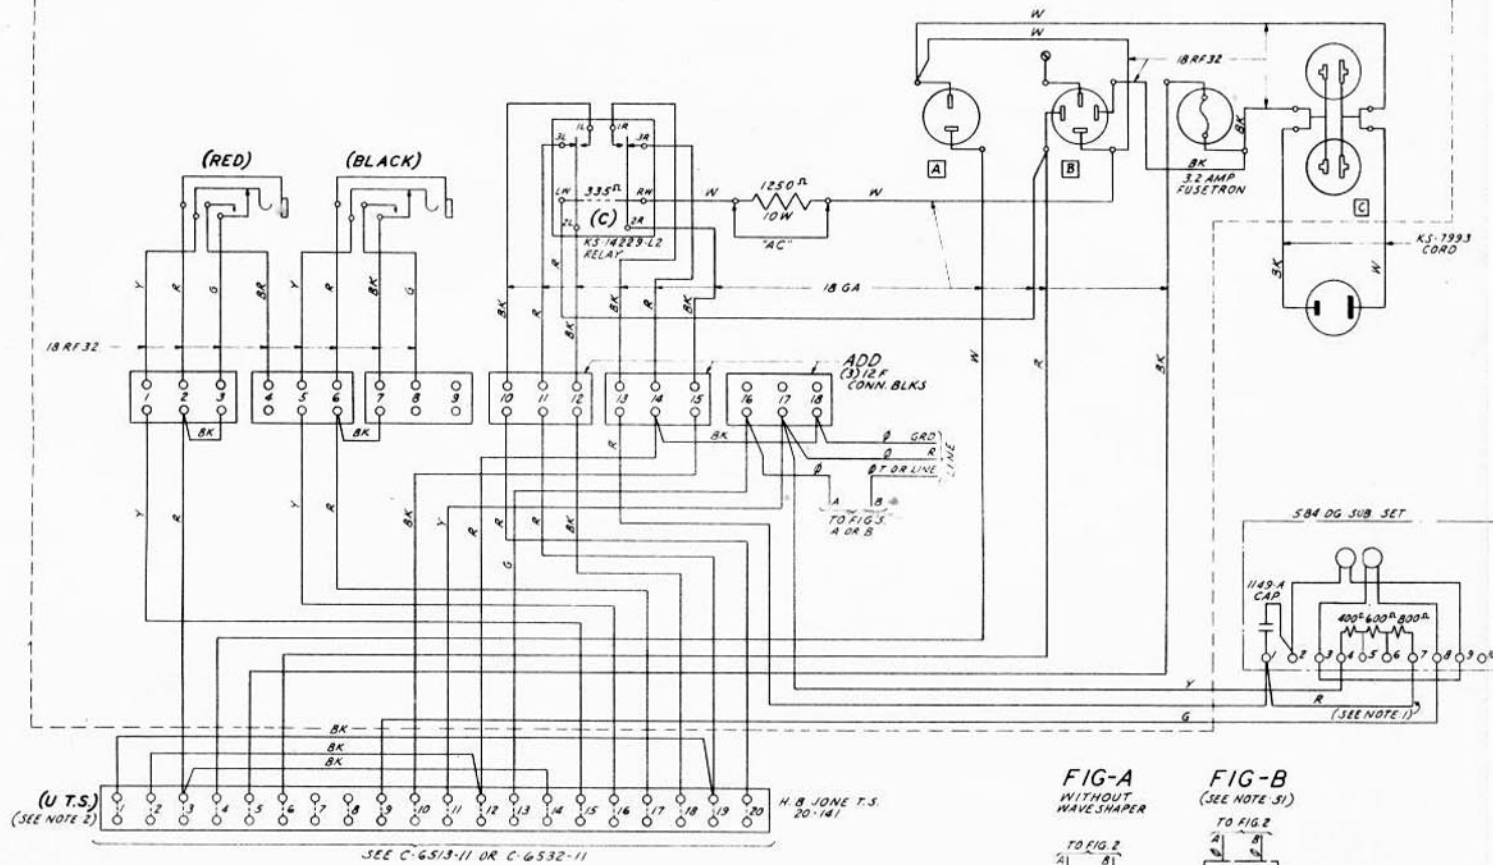 W
W
18 RF 32
(RED)
(BLACK)
1L 1R
3L 3R
LW 335Ω RW
(C)
2L 2R
KS-14229-L2
RELAY
W
1250 Ω
10 W
"AC"
W
A
B
BK
BK
3.2 AMP
FUSETRON
C
KS-7993
CORD
BK
W
Y R G BR Y R BK G
R
BK R BK BK R BK
18 GA
18 RF 32
W
R
BK
ADD
(3) 12 F
CONN. BLKS
1 2 3 4 5 6 7 8 9 10 11 12 13 14 15 16 17 18
BK
BK
R
BK
Ø GRD
Ø R
Ø Ø T OR LINE
LINE
A B
TO FIG S.
A OR B
Y R Y R BK Y R R G R BK
584 DG SUB. SET
1149-A
CAP
400Ω 600Ω 800Ω
1 2 3 4 5 6 7 8 9 10
Y
R
(SEE NOTE 1)
G
BK
BK
BK
(U T.S.)
(SEE NOTE 2)
1 2 3 4 5 6 7 8 9 10 11 12 13 14 15 16 17 18 19 20
H. B JONE T.S.
20-141
SEE C-6513-11 OR C-6532-11
FIG-A
WITHOUT
WAVESHAPER
TO FIG. 2
A B
FIG-B
(SEE NOTE S1)
TO FIG. 2
A B
Ø Ø